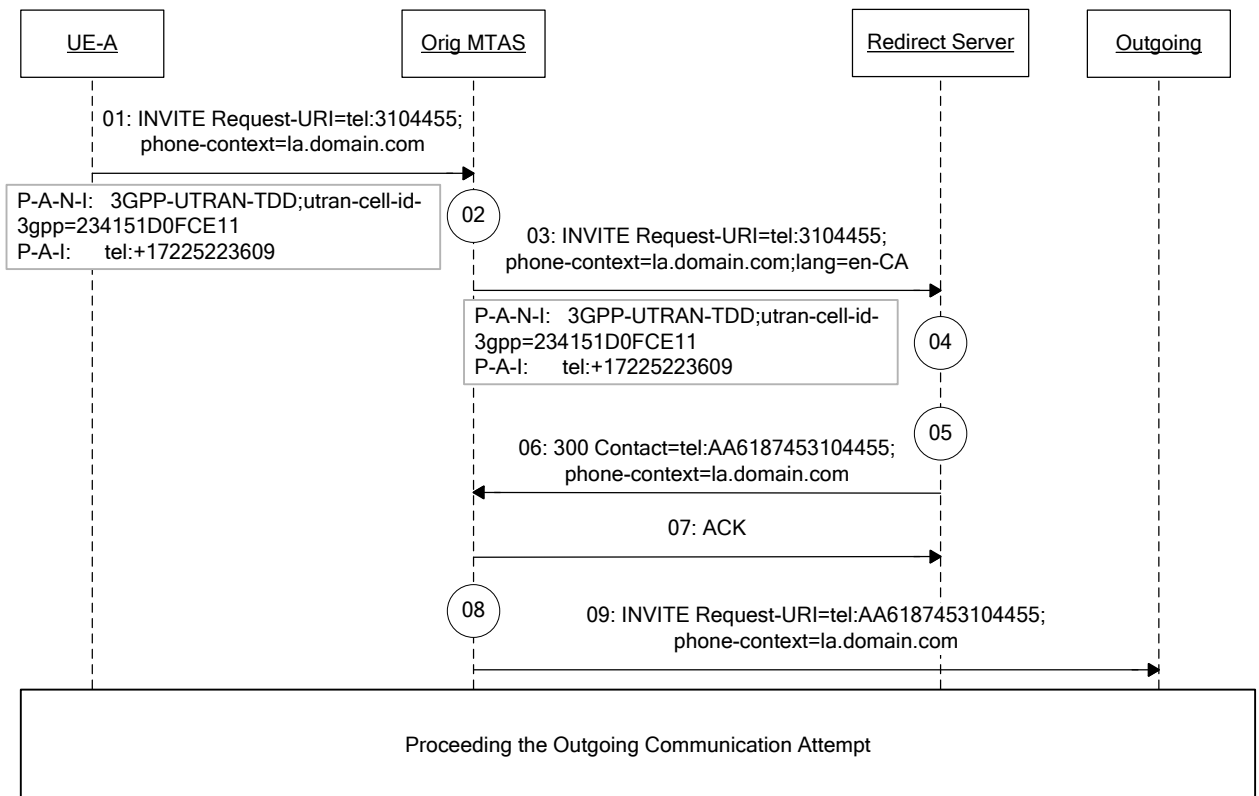 UE-A
Orig MTAS
Redirect Server
Outgoing
01: INVITE Request-URI=tel:3104455;
phone-context=la.domain.com
P-A-N-I: 3GPP-UTRAN-TDD;utran-cell-id-
3gpp=234151D0FCE11
P-A-I: tel:+17225223609
02
03: INVITE Request-URI=tel:3104455;
phone-context=la.domain.com;lang=en-CA
P-A-N-I: 3GPP-UTRAN-TDD;utran-cell-id-
3gpp=234151D0FCE11
P-A-I: tel:+17225223609
04
05
06: 300 Contact=tel:AA6187453104455;
phone-context=la.domain.com
07: ACK
08
09: INVITE Request-URI=tel:AA6187453104455;
phone-context=la.domain.com
Proceeding the Outgoing Communication Attempt